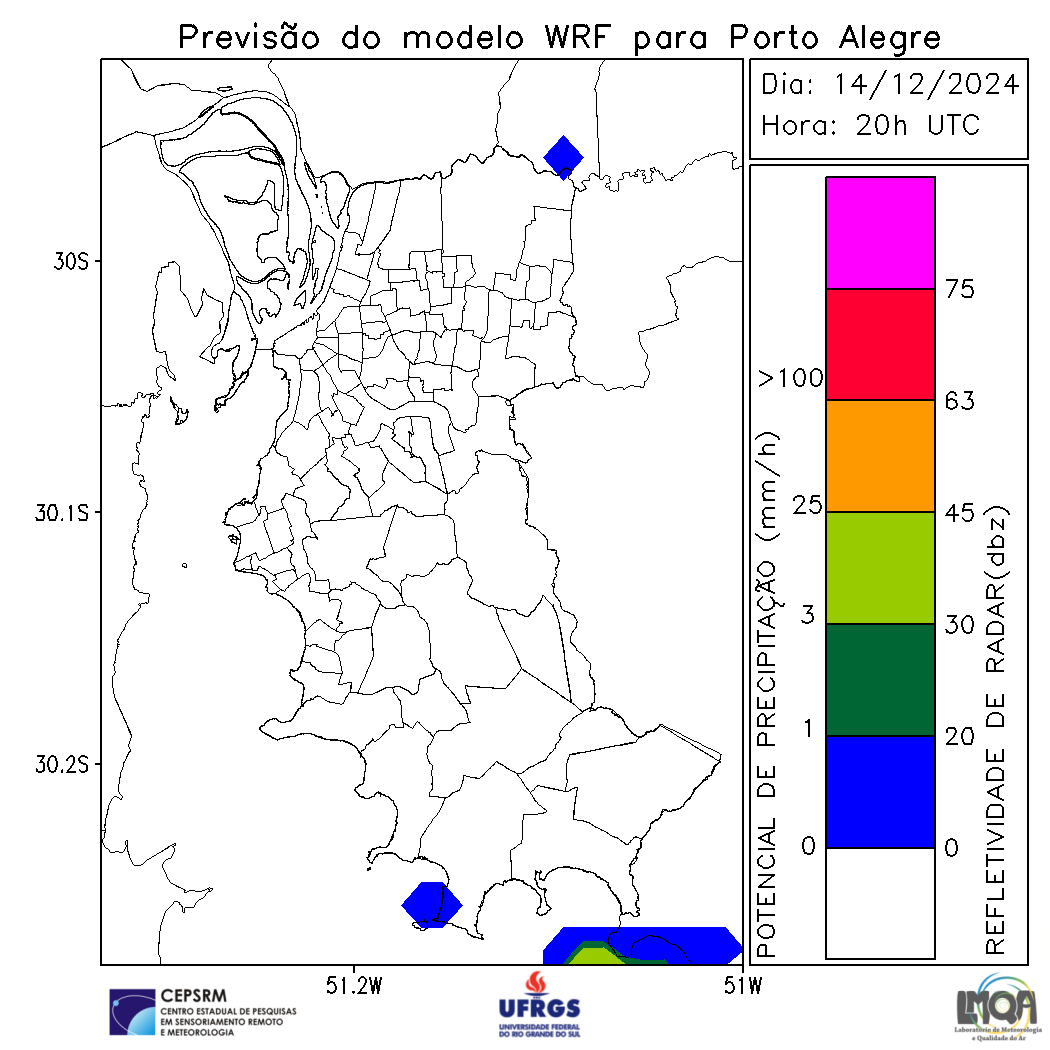 Previsão do modelo WRF para Porto Alegre
Dia: 14/12/2024
Hora: 20h UTC
30S
30.1S
30.2S
51.2W
51W
POTENCIAL DE PRECIPITAÇÃO (mm/h)
>100
25
3
1
0
75
63
45
30
20
0
REFLETIVIDADE DE RADAR(dbz)
CEPSRM
CENTRO ESTADUAL DE PESQUISAS
EM SENSORIAMENTO REMOTO
E METEOROLOGIA
UFRGS
UNIVERSIDADE FEDERAL
DO RIO GRANDE DO SUL
LMQA
Laboratório de Meteorologia
e Qualidade do Ar